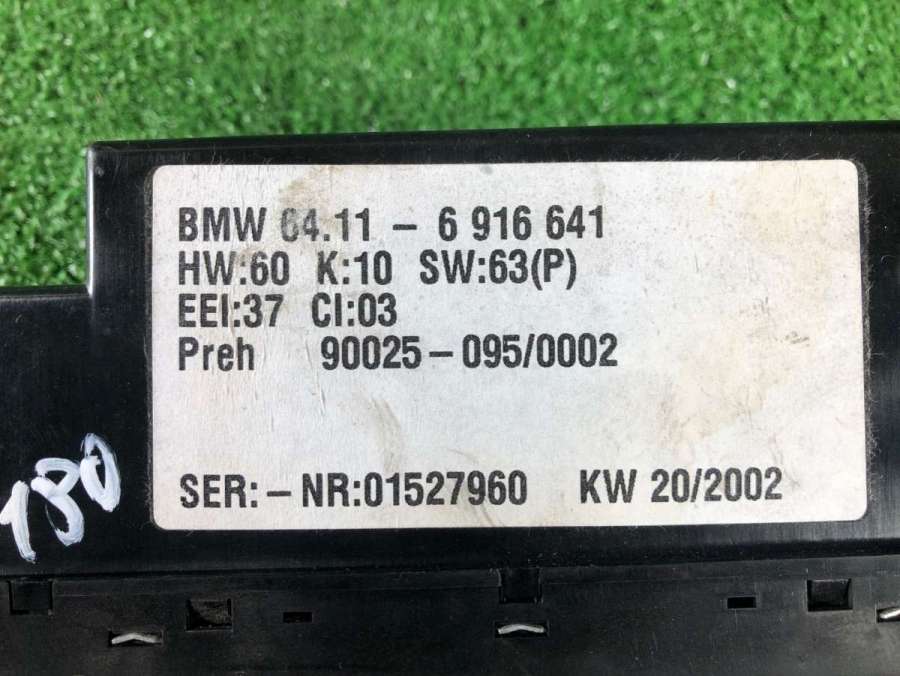 BMW 64.11 – 6 916 641
HW:60 K:10 SW:63(P)
EEI:37 CI:03
Preh 90025–095/0002
SER:–NR:01527960 KW 20/2002
130